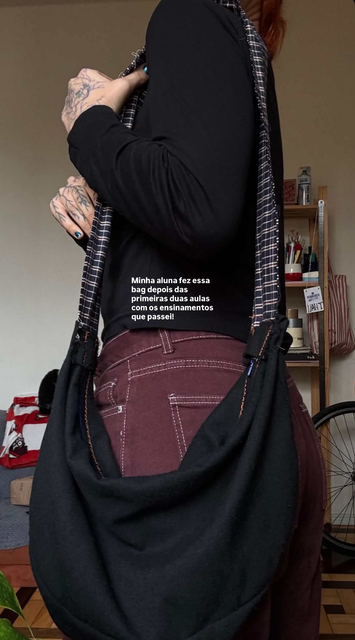 Minha aluna fez essa
bag depois das
primeiras duas aulas
com os ensinamentos
que passei!